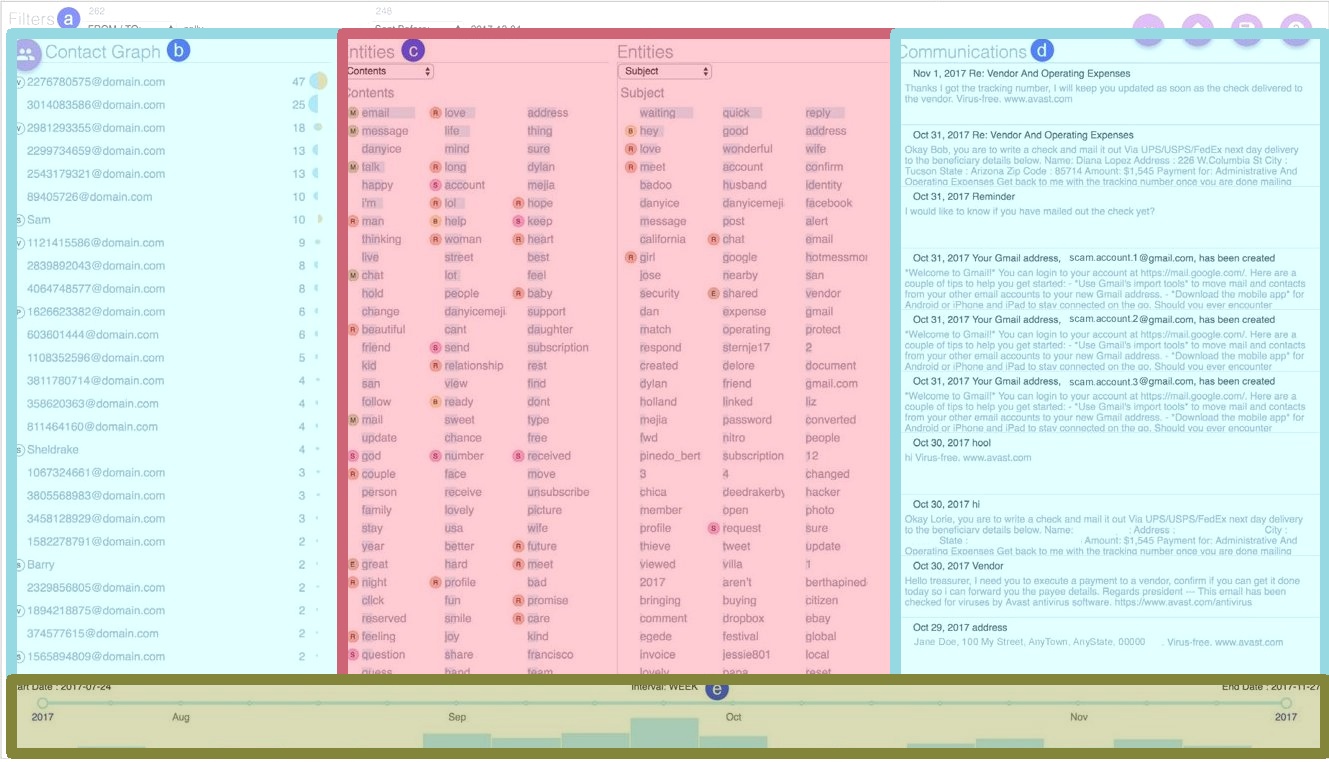 Filters a
262
248
FROM / TO:
2017-12-04
Contact Graph b
V 2276780575@domain.com 47
3014083586@domain.com 25
V 2981293355@domain.com 18
2299734659@domain.com 13
2543179321@domain.com 13
89405726@domain.com 10
S Sam 10
V 1121415586@domain.com 9
2839892043@domain.com 8
4064748577@domain.com 8
P 1626623382@domain.com 6
603601444@domain.com 6
1108352596@domain.com 5
3811780714@domain.com 4
358620363@domain.com 4
811464160@domain.com 4
S Sheldrake 4
1067324661@domain.com 3
3805568983@domain.com 3
3458128929@domain.com 3
1582278791@domain.com 2
S Barry 2
2329856805@domain.com 2
V 1894218875@domain.com 2
374577615@domain.com 2
S 1565894809@domain.com 2
ntities c
Contents
Contents
M email R love address
M message life thing
danyice mind sure
M talk R long dylan
happy S account mejia
i'm R lol R hope
R man B help S keep
thinking R woman R heart
live street best
M chat lot feel
hold people R baby
change danyicemeji support
R beautiful cant daughter
friend S send subscription
kid R relationship rest
san view find
follow B ready dont
M mail sweet type
update chance free
S god S number S received
R couple face move
person receive unsubscribe
family lovely picture
stay usa wife
year better R future
E great hard R meet
R night R profile bad
click fun R promise
reserved smile R care
R feeling joy kind
S question share francisco
guess hand team
Entities
Subject
Subject
waiting quick reply
B hey good address
R love wonderful wife
R meet account confirm
badoo husband identity
danyice danyicemeji facebook
message post alert
california R chat email
R girl google hotmessmor
jose nearby san
security E shared vendor
dan expense gmail
match operating protect
respond sternje17 2
created delore document
dylan friend gmail.com
holland linked liz
mejia password converted
fwd nitro people
pinedo_bert subscription 12
3 4 changed
chica deedrakerby hacker
member open photo
profile S request sure
thieve tweet update
viewed villa 1
2017 aren't berthapined
bringing buying citizen
comment dropbox ebay
egede festival global
invoice jessie801 local
lovely papa reset
Communications d
Nov 1, 2017 Re: Vendor And Operating Expenses
Thanks I got the tracking number, I will keep you updated as soon as the check delivered to
the vendor. Virus-free. www.avast.com
Oct 31, 2017 Re: Vendor And Operating Expenses
Okay Bob, you are to write a check and mail it out Via UPS/USPS/FedEx next day delivery
to the beneficiary details below. Name: Diana Lopez Address : 226 W.Columbia St City :
Tucson State : Arizona Zip Code : 85714 Amount: $1,545 Payment for: Administrative And
Operating Expenses Get back to me with the tracking number once you are done mailing
Oct 31, 2017 Reminder
I would like to know if you have mailed out the check yet?
Oct 31, 2017 Your Gmail address, scam.account.1@gmail.com, has been created
*Welcome to Gmail!* You can login to your account at https://mail.google.com/. Here are a
couple of tips to help you get started: - *Use Gmail's import tools* to move mail and contacts
from your other email accounts to your new Gmail address. - *Download the mobile app* for
Android or iPhone and iPad to stay connected on the go. Should you ever encounter
Oct 31, 2017 Your Gmail address, scam.account.2@gmail.com, has been created
*Welcome to Gmail!* You can login to your account at https://mail.google.com/. Here are a
couple of tips to help you get started: - *Use Gmail's import tools* to move mail and contacts
from your other email accounts to your new Gmail address. - *Download the mobile app* for
Android or iPhone and iPad to stay connected on the go. Should you ever encounter
Oct 31, 2017 Your Gmail address, scam.account.3@gmail.com, has been created
*Welcome to Gmail!* You can login to your account at https://mail.google.com/. Here are a
couple of tips to help you get started: - *Use Gmail's import tools* to move mail and contacts
from your other email accounts to your new Gmail address. - *Download the mobile app* for
Android or iPhone and iPad to stay connected on the go. Should you ever encounter
Oct 30, 2017 hool
hi Virus-free. www.avast.com
Oct 30, 2017 hi
Okay Lorie, you are to write a check and mail it out Via UPS/USPS/FedEx next day delivery
to the beneficiary details below. Name: : Address : City :
State : Amount: $1,545 Payment for: Administrative And
Operating Expenses Get back to me with the tracking number once you are done mailing
Oct 30, 2017 Vendor
Hello treasurer, I need you to execute a payment to a vendor, confirm if you can get it done
today so i can forward you the payee details. Regards president — This email has been
checked for viruses by Avast antivirus software. https://www.avast.com/antivirus
Oct 29, 2017 address
Jane Doe, 100 My Street, AnyTown, AnyState, 00000 . Virus-free. www.avast.com
art Date : 2017-07-24 Interval: WEEK e End Date : 2017-11-27
2017 Aug Sep Oct Nov 2017